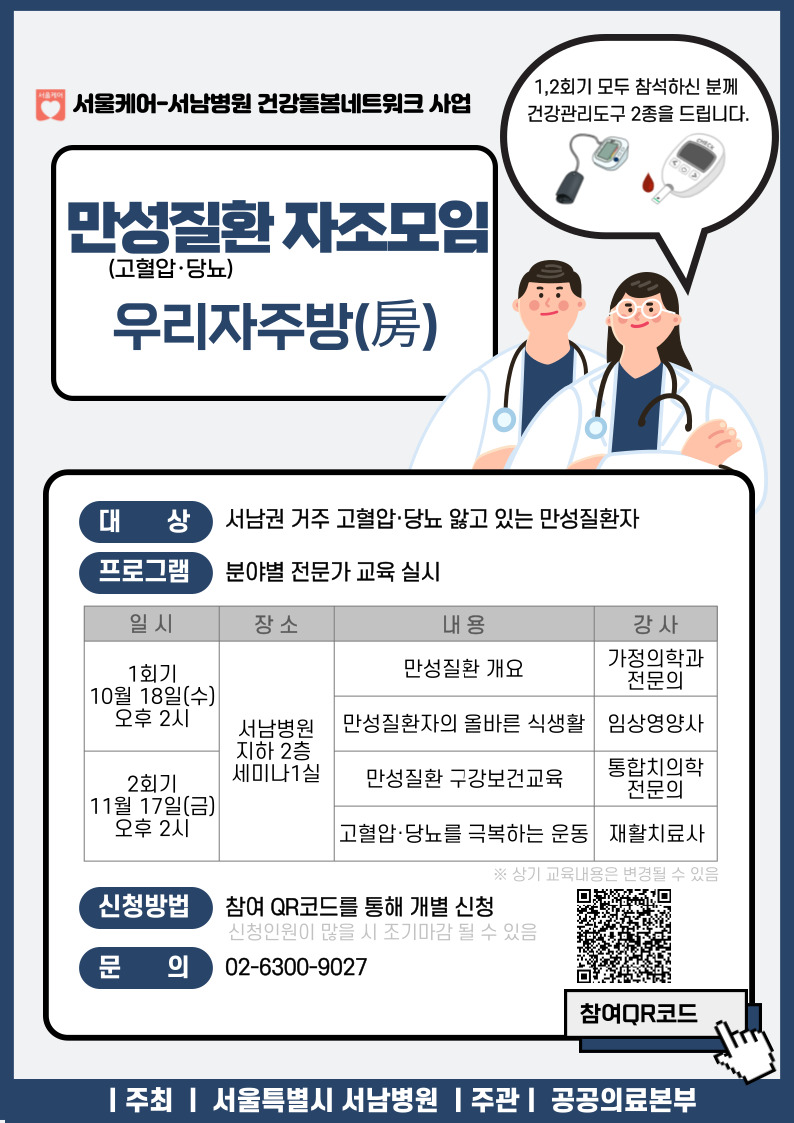 1,2회기 모두 참석하신 분께
건강관리도구 2종을 드립니다.
서울케어
서울케어-서남병원 건강돌봄네트워크 사업
만성질환 자조모임
(고혈압·당뇨)
우리자주방(房)
대 상 서남권 거주 고혈압·당뇨 앓고 있는 만성질환자
프로그램 분야별 전문가 교육 실시
일 시 장 소 내 용 강 사
1회기
10월 18일(수)
오후 2시
2회기
11월 17일(금)
오후 2시
서남병원
지하 2층
세미나1실
만성질환 개요
가정의학과
전문의
만성질환자의 올바른 식생활 임상영양사
만성질환 구강보건교육
통합치의학
전문의
고혈압·당뇨를 극복하는 운동 재활치료사
※ 상기 교육내용은 변경될 수 있음
신청방법 참여 QR코드를 통해 개별 신청
신청인원이 많을 시 조기마감 될 수 있음
문 의 02-6300-9027
참여QR코드
| 주최 | 서울특별시 서남병원 | 주관 | 공공의료본부